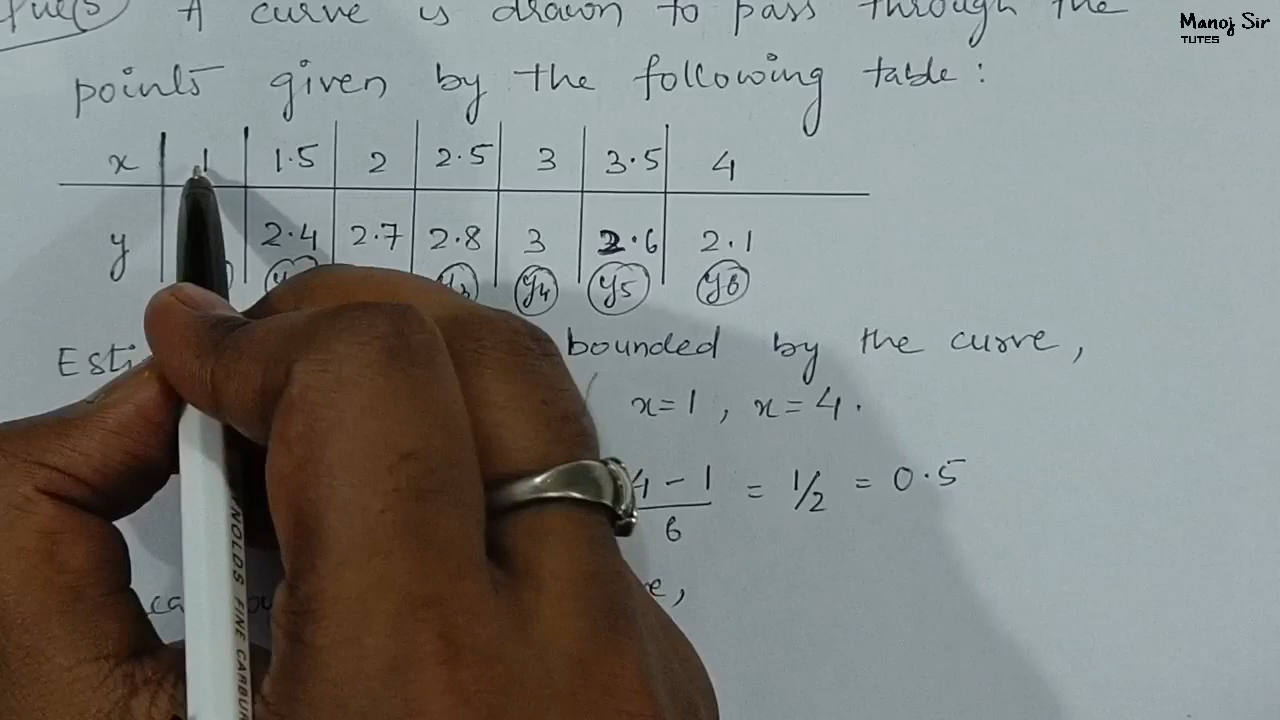 A curve is drawn to pass through the
Manoj Sir
TUTES
points given by the following table:
x 1 1.5 2 2.5 3 3.5 4
y 2.4 2.7 2.8 3 2.6 2.1
y3 y4 y5 y6
bounded by the curve,
x=1, x=4.
4-1/6 = 1/2 = 0.5